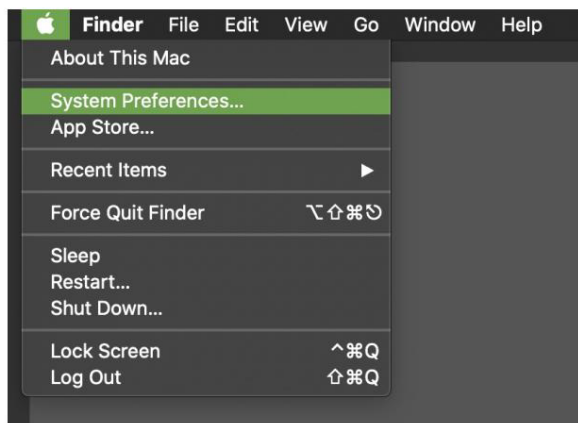 Finder File Edit View Go Window Help
About This Mac
System Preferences...
App Store...
Recent Items ▶
Force Quit Finder ⌥⇧⌘⎋
Sleep
Restart...
Shut Down...
Lock Screen ^⌘Q
Log Out ⇧⌘Q